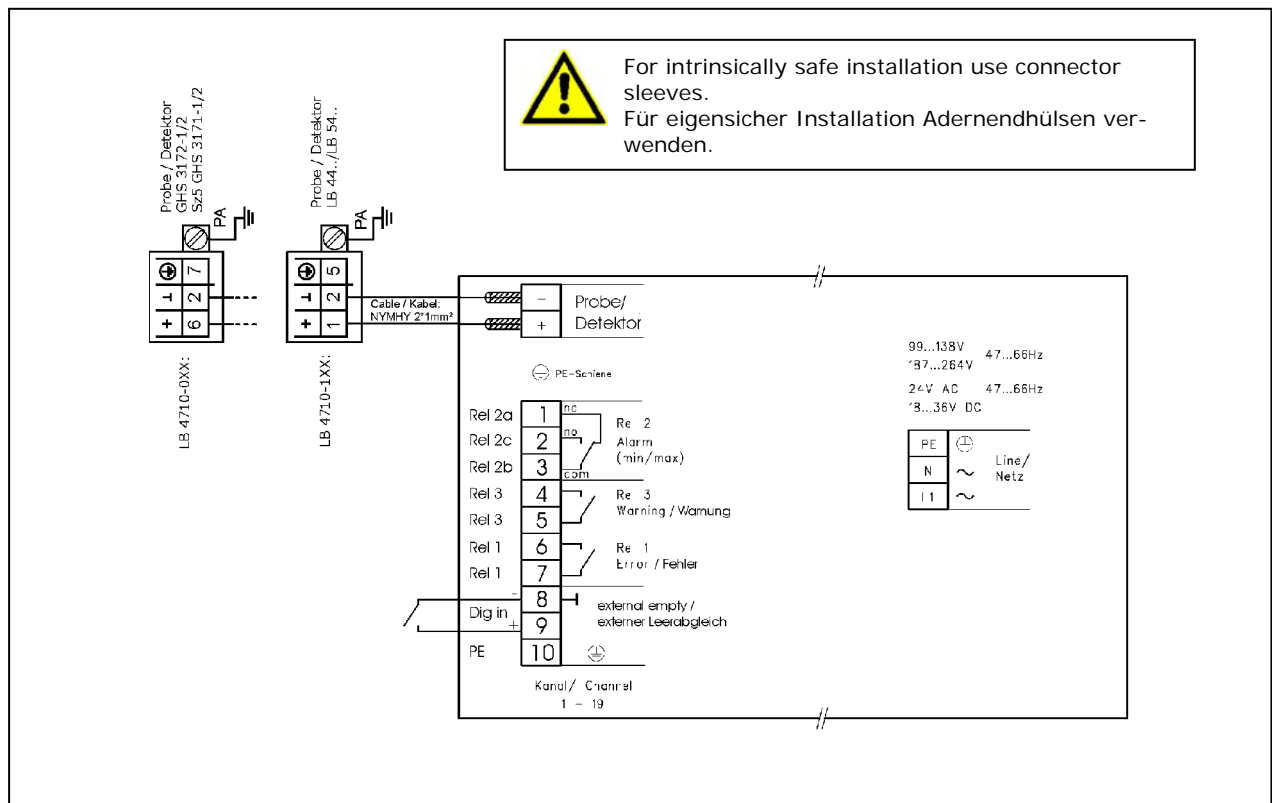 For intrinsically safe installation use connector
sleeves.
Für eigensicher Installation Adernendhülsen ver-
wenden.
Probe / Detektor
GHS 3172-1/2
Sz5 GHS 3171-1/2
PA
7
⊥ 2
+ 6
LB 4710-0XX:
Probe / Detektor
LB 44../LB 54..
PA
5
⊥ 2
+ 1
LB 4710-1XX:
Cable / Kabel:
NYMHY 2*1mm²
- Probe/
+ Detektor
PE-Schiene
Rel 2a 1 nc
Rel 2c 2 no
Rel 2b 3 com
Re 2
Alarm
(min/max)
Rel 3 4
Rel 3 5
Re 3
Warning / Warnung
Rel 1 6
Rel 1 7
Re 1
Error / Fehler
- 8
Dig in
+ 9
external empty /
externer Leerabgleich
PE 10
Kanal/ Channel
1 - 19
99...138V
187...264V
47...66Hz
24V AC 47...66Hz
18...36V DC
PE
N ~
L1 ~
Line/
Netz